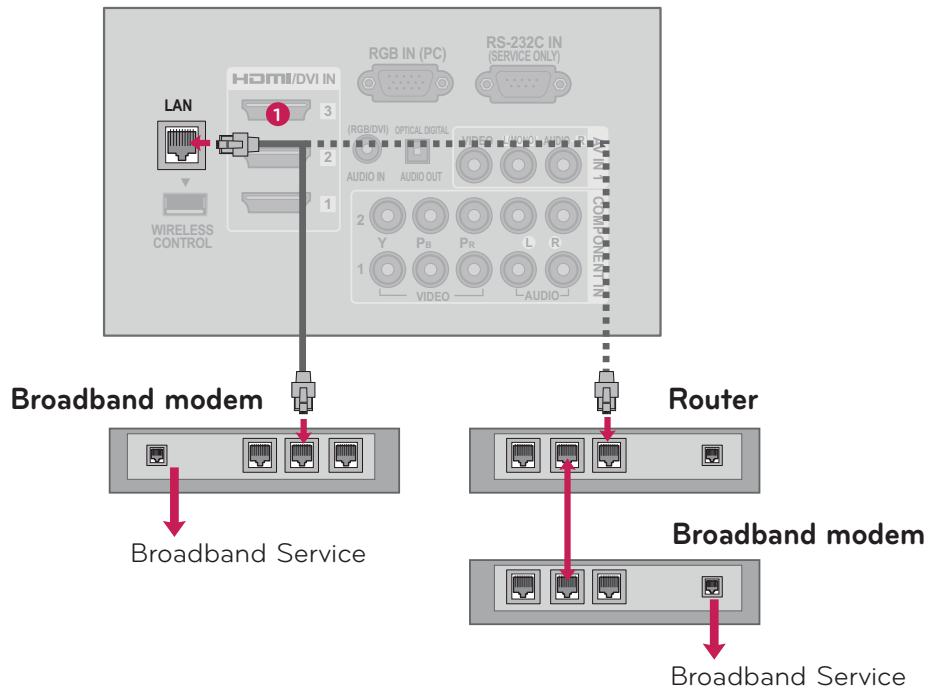 RGB IN (PC)
RS-232C IN
(SERVICE ONLY)
HDMI/DVI IN
LAN
1
3
(RGB/DVI)
OPTICAL DIGITAL
VIDEO L/MONO AUDIO R
2
AUDIO IN
AUDIO OUT
AV IN 1
1
WIRELESS
CONTROL
2
Y
PB
PR
L
R
COMPONENT IN
1
VIDEO
AUDIO
Broadband modem
Router
Broadband Service
Broadband modem
Broadband Service